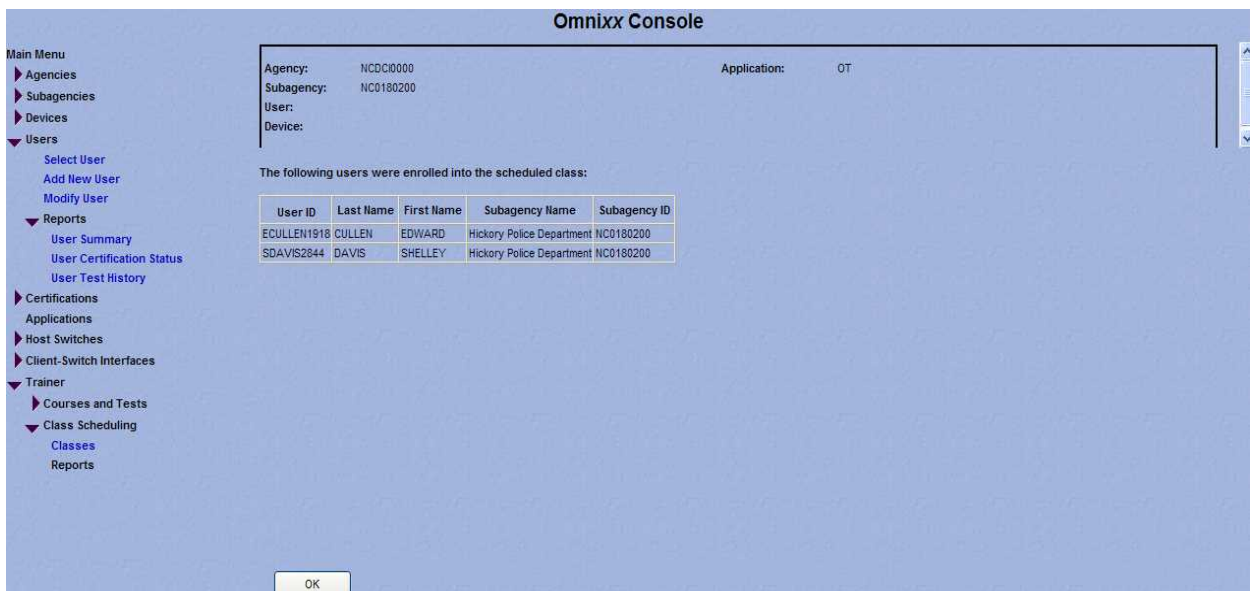 Omnixx Console
Main Menu
Agencies
Subagencies
Devices
Users
Select User
Add New User
Modify User
Reports
User Summary
User Certification Status
User Test History
Certifications
Applications
Host Switches
Client-Switch Interfaces
Trainer
Courses and Tests
Class Scheduling
Classes
Reports
Agency: NCDCI0000 Application: OT
Subagency: NC0180200
User:
Device:
The following users were enrolled into the scheduled class:
User ID Last Name First Name Subagency Name Subagency ID
ECULLEN1918 CULLEN EDWARD Hickory Police Department NC0180200
SDAVIS2844 DAVIS SHELLEY Hickory Police Department NC0180200
OK